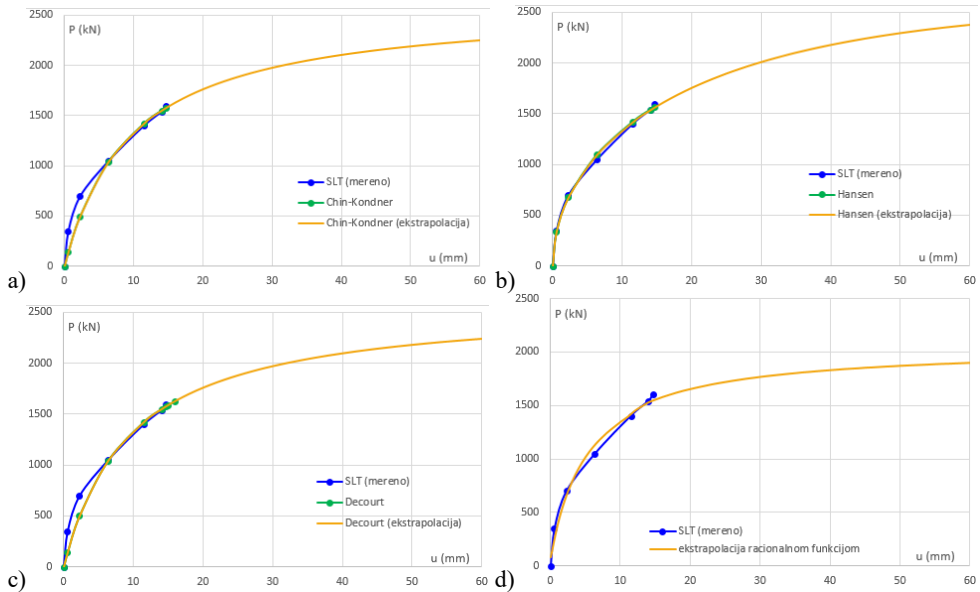 P (kN)
2500
2000
1500
1000
500
0
0 10 20 30 40 50 60
u (mm)
SLT (mereno)
Chin-Kondner
Chin-Kondner (ekstrapolacija)
a)
P (kN)
2500
2000
1500
1000
500
0
0 10 20 30 40 50 60
u (mm)
SLT (mereno)
Hansen
Hansen (ekstrapolacija)
b)
P (kN)
2500
2000
1500
1000
500
0
0 10 20 30 40 50 60
u (mm)
SLT (mereno)
Decourt
Decourt (ekstrapolacija)
c)
P (kN)
2500
2000
1500
1000
500
0
0 10 20 30 40 50 60
u (mm)
SLT (mereno)
ekstrapolacija racionalnom funkcijom
d)